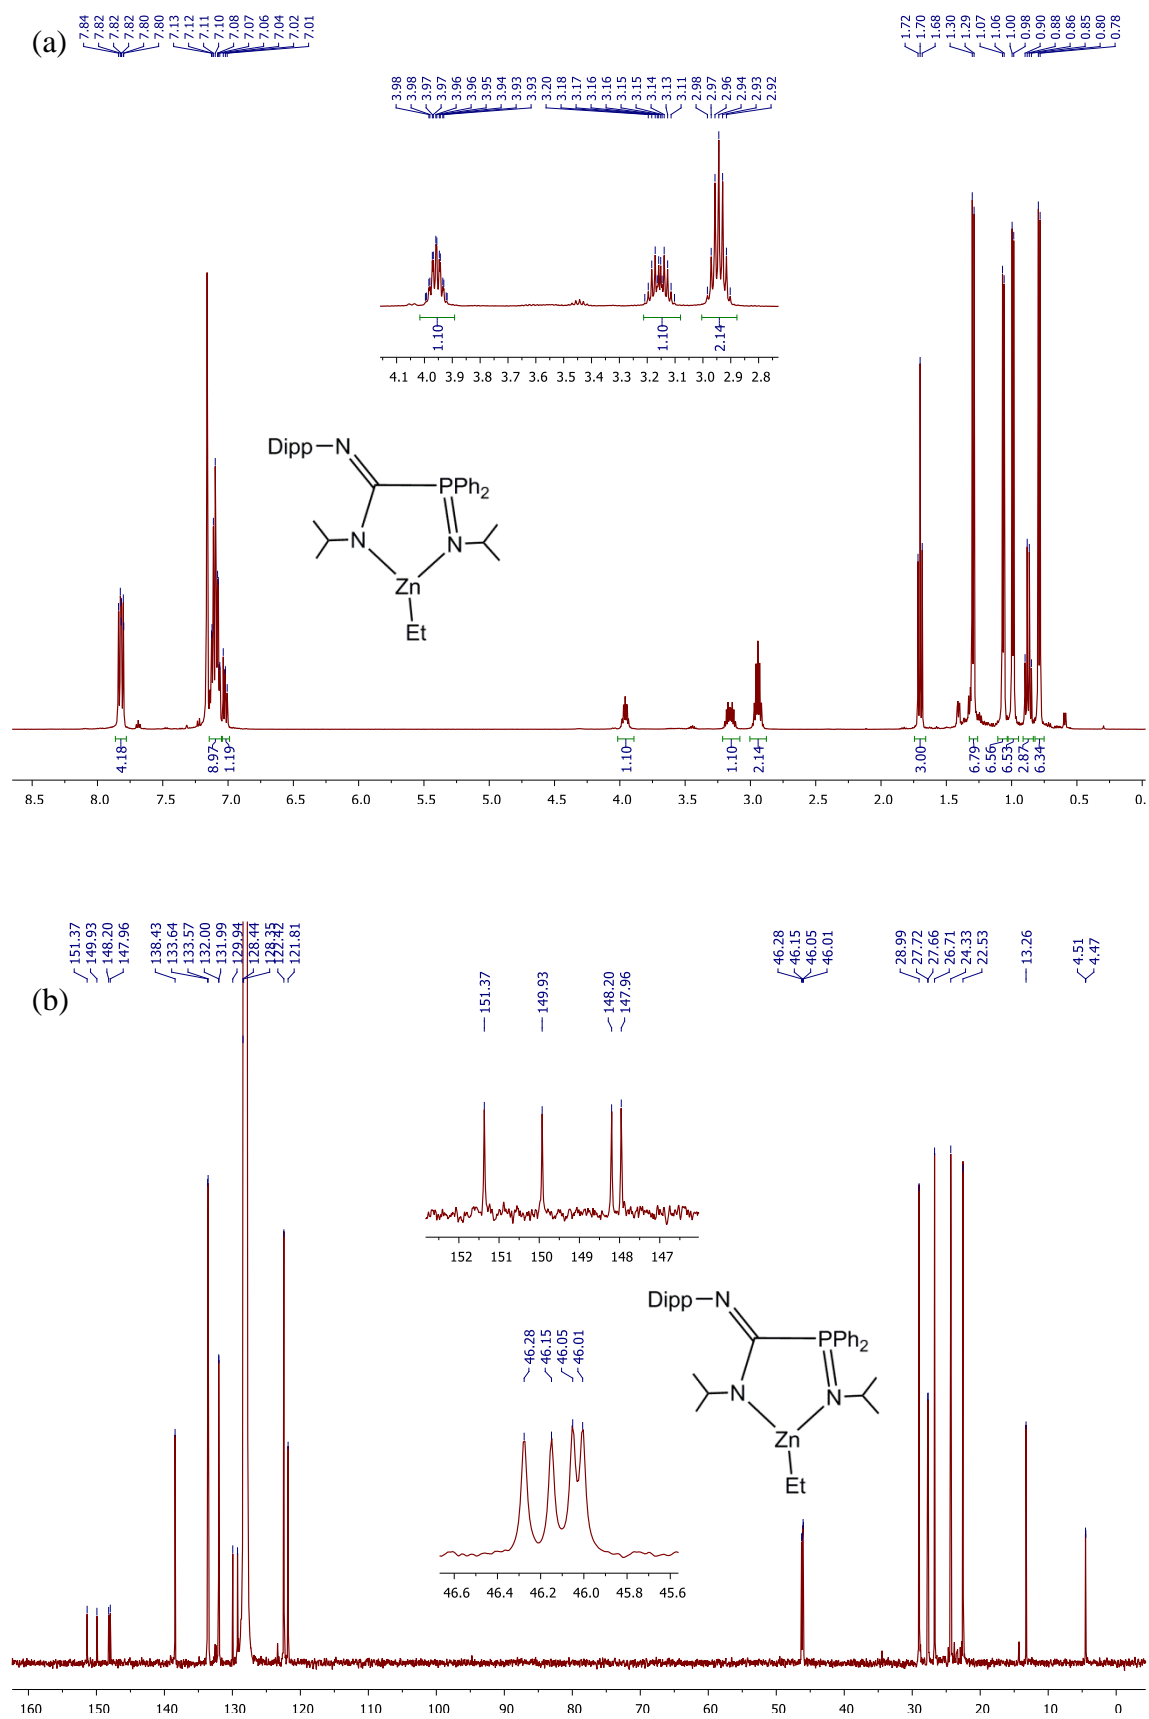 (a)
7.84 7.82 7.82 7.82 7.80 7.80 7.13 7.12 7.11 7.10 7.08 7.07 7.06 7.04 7.02 7.01
1.72 1.70 1.68 1.30 1.29 1.07 1.06 1.00 0.98 0.90 0.88 0.86 0.85 0.80 0.78
3.98 3.98 3.97 3.97 3.96 3.96 3.95 3.94 3.93 3.93 3.20 3.18 3.17 3.16 3.16 3.15 3.15 3.14 3.13 3.11 2.98 2.97 2.96 2.94 2.93 2.92
1.10 1.10 2.14
4.1 4.0 3.9 3.8 3.7 3.6 3.5 3.4 3.3 3.2 3.1 3.0 2.9 2.8
Dipp N
PPh2
N N
Zn
Et
4.18 8.97 1.19 1.10 1.10 2.14 3.00 6.79 6.56 6.53 2.87 6.34
8.5 8.0 7.5 7.0 6.5 6.0 5.5 5.0 4.5 4.0 3.5 3.0 2.5 2.0 1.5 1.0 0.5 0.
(b)
151.37 149.93 148.20 147.96 138.43 133.64 133.57 132.00 131.99 129.94 128.44 128.35 122.42 121.81
46.28 46.15 46.05 46.01 28.99 27.72 27.66 26.71 24.33 22.53 13.26 4.51 4.47
151.37 149.93 148.20 147.96
152 151 150 149 148 147
Dipp N
PPh2
N N
Zn
Et
46.28 46.15 46.05 46.01
46.6 46.4 46.2 46.0 45.8 45.6
160 150 140 130 120 110 100 90 80 70 60 50 40 30 20 10 0